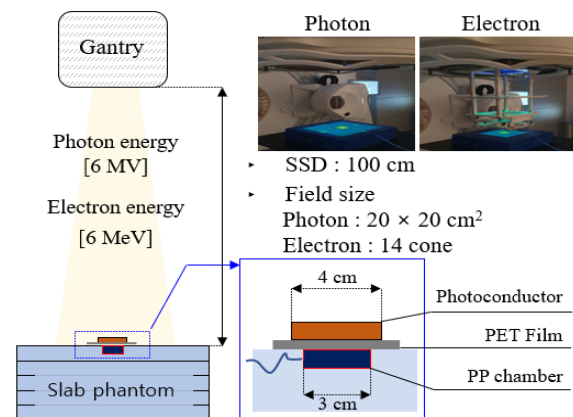 Gantry
Photon energy
[6 MV]
Electron energy
[6 MeV]
Slab phantom
Photon
Electron
‣ SSD : 100 cm
‣ Field size
Photon : 20 × 20 cm²
Electron : 14 cone
4 cm
Photoconductor
PET Film
PP chamber
3 cm